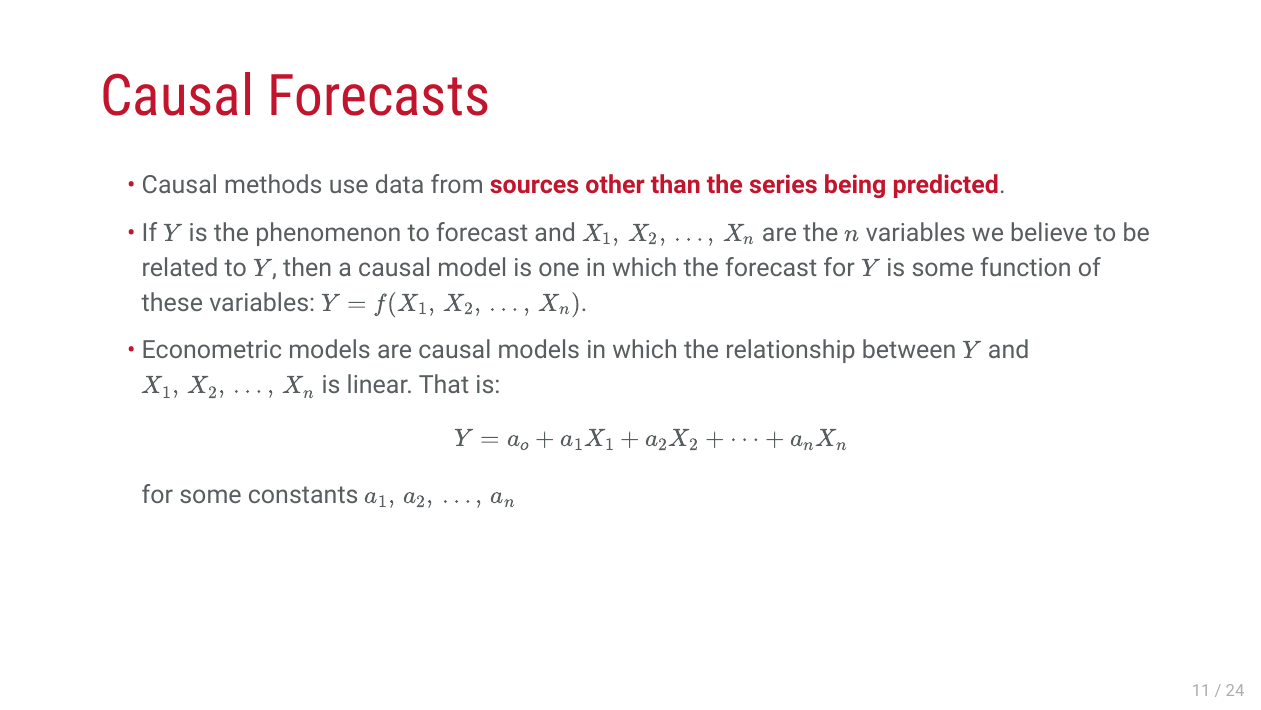 Causal Forecasts
• Causal methods use data from sources other than the series being predicted.
• If Y is the phenomenon to forecast and X₁, X₂, …, Xₙ are the n variables we believe to be
related to Y, then a causal model is one in which the forecast for Y is some function of
these variables: Y = f(X₁, X₂, …, Xₙ).
• Econometric models are causal models in which the relationship between Y and
X₁, X₂, …, Xₙ is linear. That is:
Y = aₒ + a₁X₁ + a₂X₂ + ⋯ + aₙXₙ
for some constants a₁, a₂, …, aₙ
11 / 24